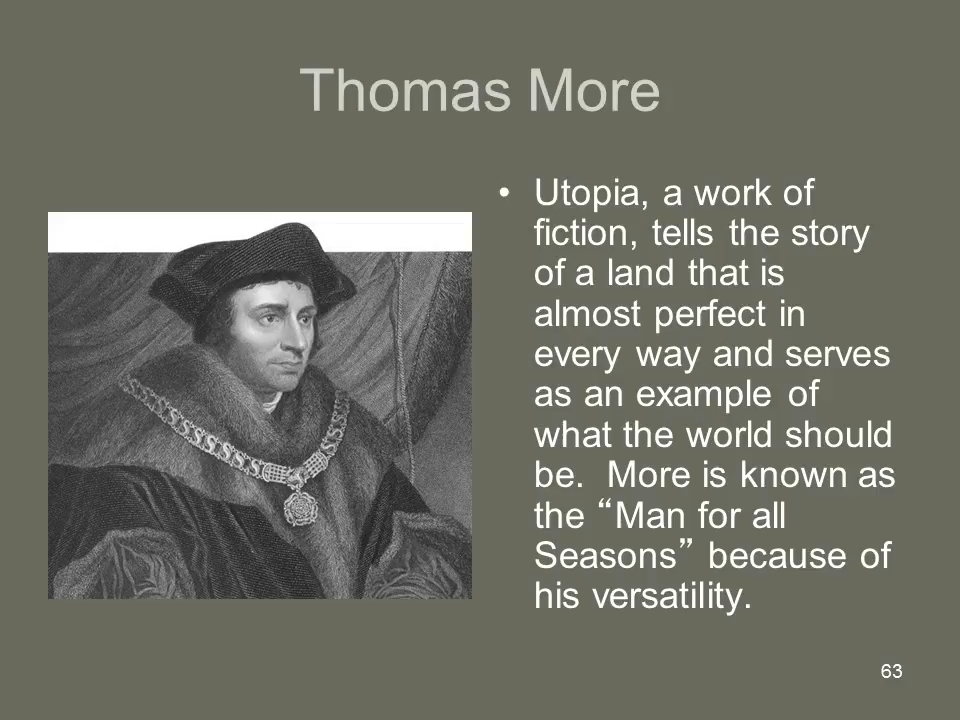 Thomas More
• Utopia, a work of
fiction, tells the story
of a land that is
almost perfect in
every way and serves
as an example of
what the world should
be.  More is known as
the “Man for all
Seasons” because of
his versatility.
63